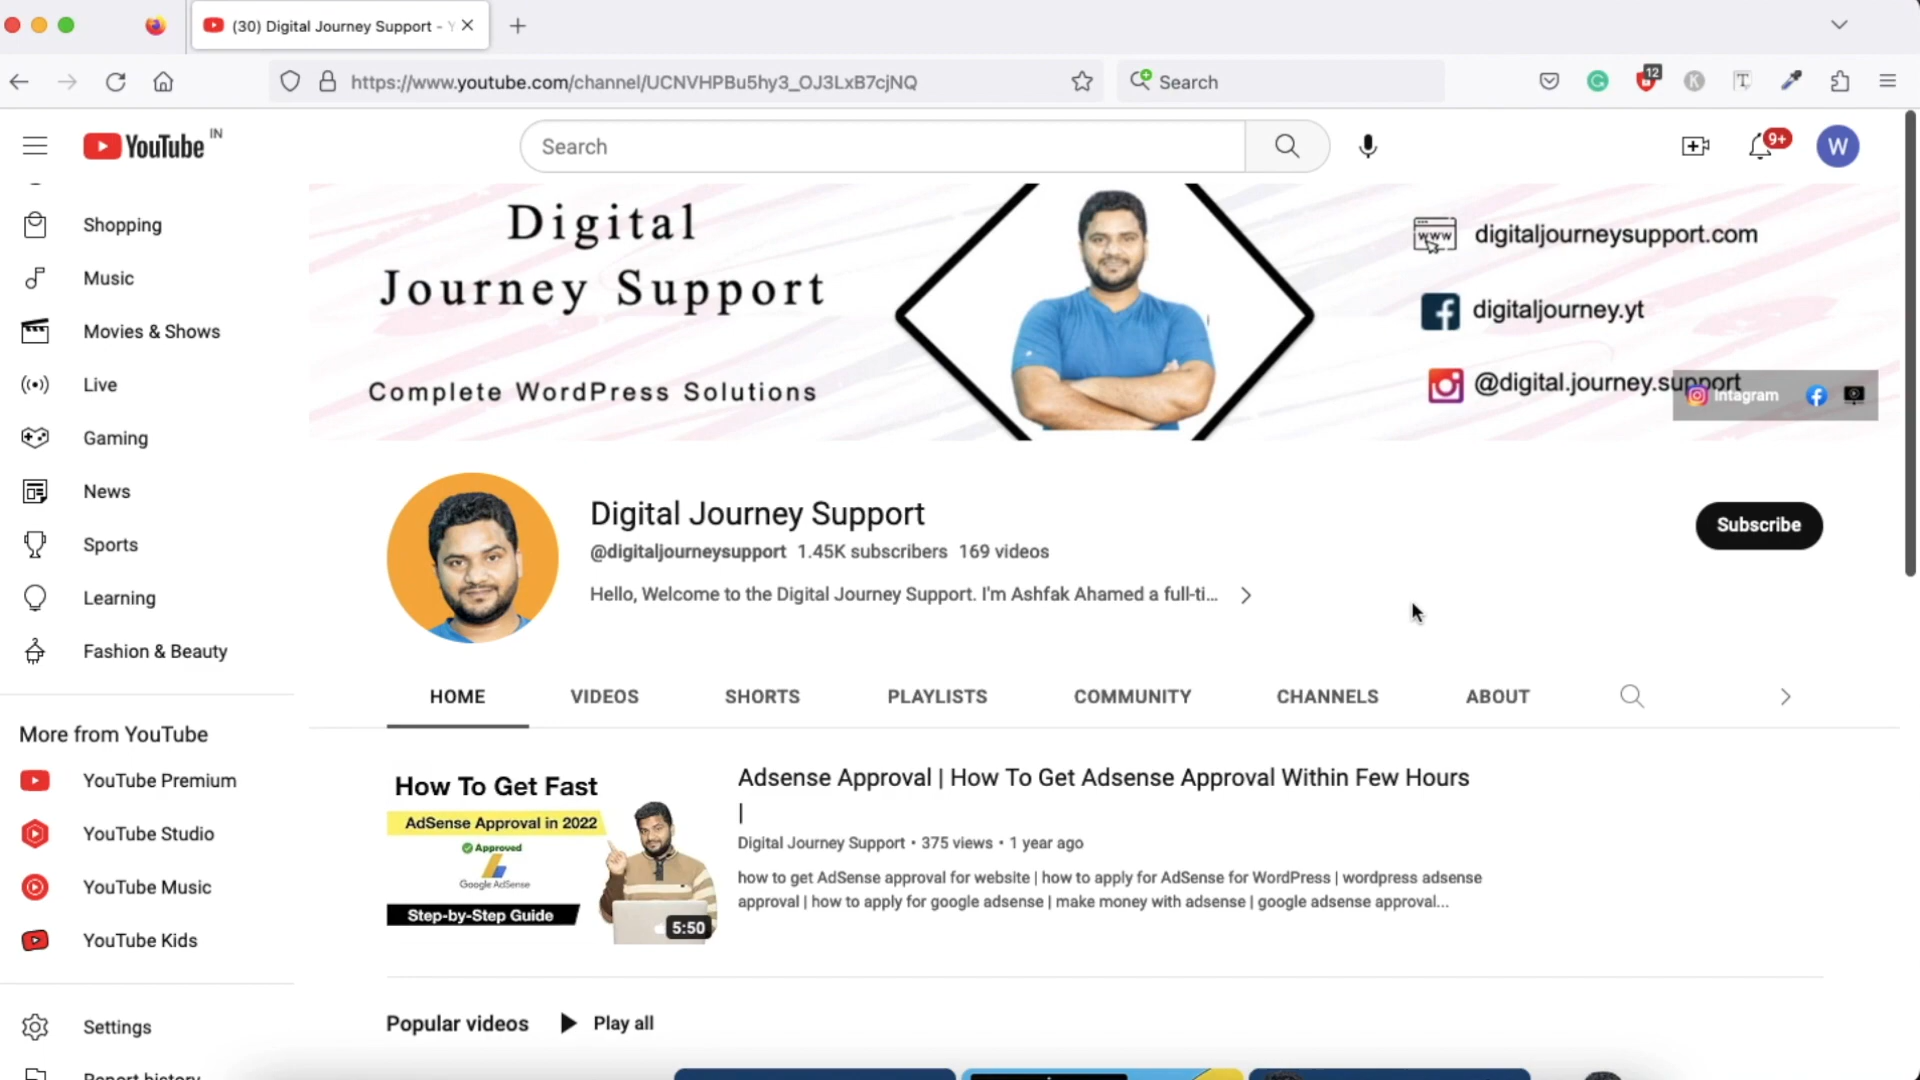 (30) Digital Journey Support -
https://www.youtube.com/channel/UCNVHPBu5hy3_OJ3LxB7cjNQ
Search
12
K
T
YouTube IN
Search
9+
W
Shopping
Music
Movies & Shows
Live
Gaming
News
Sports
Learning
Fashion & Beauty
More from YouTube
YouTube Premium
YouTube Studio
YouTube Music
YouTube Kids
Settings
Report history
Digital
Journey Support
Complete WordPress Solutions
www
digitaljourneysupport.com
digitaljourney.yt
@digital.journey.support
Intagram
Digital Journey Support
@digitaljourneysupport 1.45K subscribers 169 videos
Hello, Welcome to the Digital Journey Support. I'm Ashfak Ahamed a full-ti...
Subscribe
HOME VIDEOS SHORTS PLAYLISTS COMMUNITY CHANNELS ABOUT
How To Get Fast
AdSense Approval in 2022
Approved
Google AdSense
Step-by-Step Guide
5:50
Adsense Approval | How To Get Adsense Approval Within Few Hours
|
Digital Journey Support • 375 views • 1 year ago
how to get AdSense approval for website | how to apply for AdSense for WordPress | wordpress adsense
approval | how to apply for google adsense | make money with adsense | google adsense approval...
Popular videos Play all